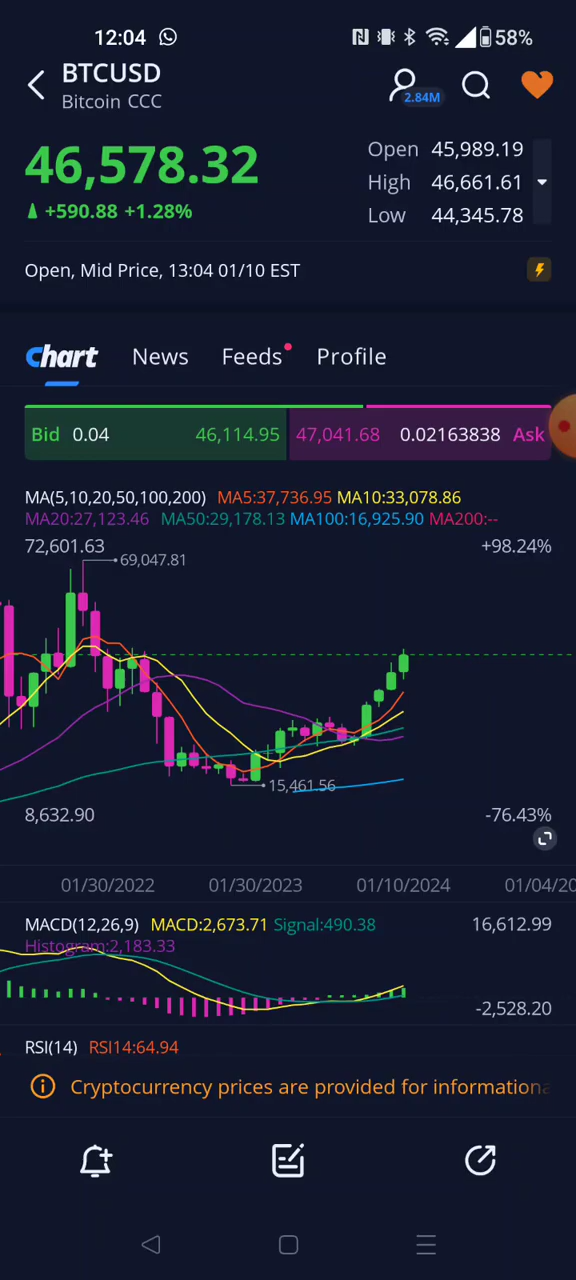 12:04 58%
BTCUSD
Bitcoin CCC
2.84M
46,578.32
+590.88 +1.28%
Open 45,989.19
High 46,661.61
Low 44,345.78
Open, Mid Price, 13:04 01/10 EST
Chart News Feeds Profile
Bid 0.04 46,114.95 47,041.68 0.02163838 Ask
MA(5,10,20,50,100,200) MA5:37,736.95 MA10:33,078.86
MA20:27,123.46 MA50:29,178.13 MA100:16,925.90 MA200:--
72,601.63 +98.24%
69,047.81
15,461.56
8,632.90 -76.43%
01/30/2022 01/30/2023 01/10/2024 01/04/20
MACD(12,26,9) MACD:2,673.71 Signal:490.38 16,612.99
Histogram:2,183.33
-2,528.20
RSI(14) RSI14:64.94
Cryptocurrency prices are provided for informationa